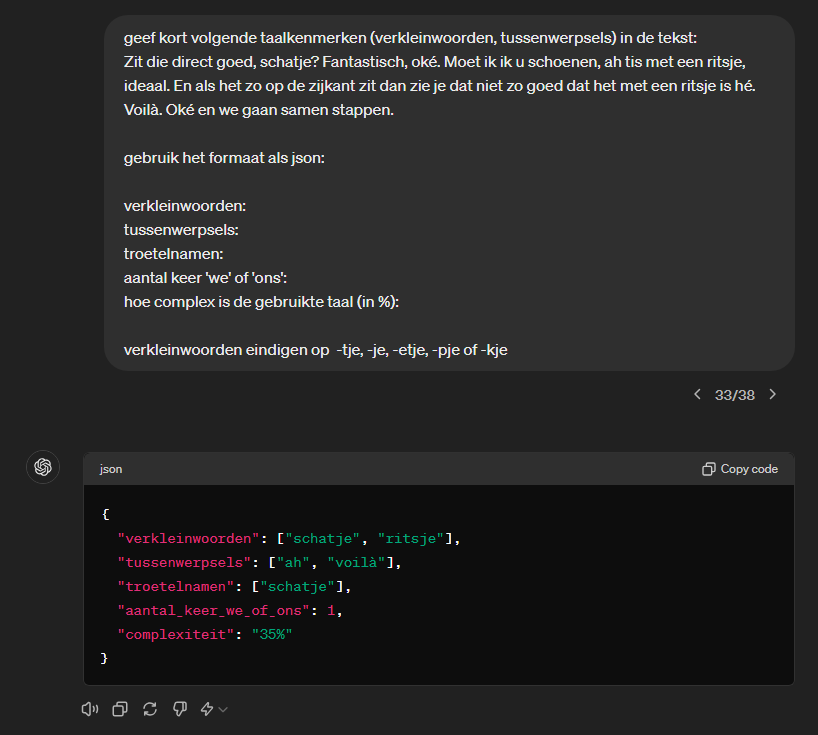 geef kort volgende taalkenmerken (verkleinwoorden, tussenwerpsels) in de tekst:
Zit die direct goed, schatje? Fantastisch, oké. Moet ik ik u schoenen, ah tis met een ritsje,
ideaal. En als het zo op de zijkant zit dan zie je dat niet zo goed dat het met een ritsje is hé.
Voilà. Oké en we gaan samen stappen.
gebruik het formaat als json:
verkleinwoorden:
tussenwerpsels:
troetelnamen:
aantal keer 'we' of 'ons':
hoe complex is de gebruikte taal (in %):
verkleinwoorden eindigen op  -tje, -je, -etje, -pje of -kje
33/38
json
Copy code
{
"verkleinwoorden": ["schatje", "ritsje"],
"tussenwerpsels": ["ah", "voilà"],
"troetelnamen": ["schatje"],
"aantal_keer_we_of_ons": 1,
"complexiteit": "35%"
}